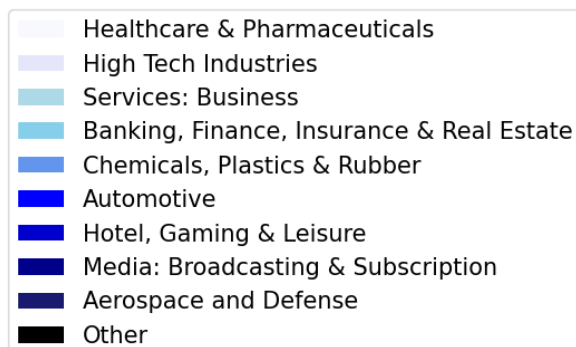 Healthcare & Pharmaceuticals
High Tech Industries
Services: Business
Banking, Finance, Insurance & Real Estate
Chemicals, Plastics & Rubber
Automotive
Hotel, Gaming & Leisure
Media: Broadcasting & Subscription
Aerospace and Defense
Other